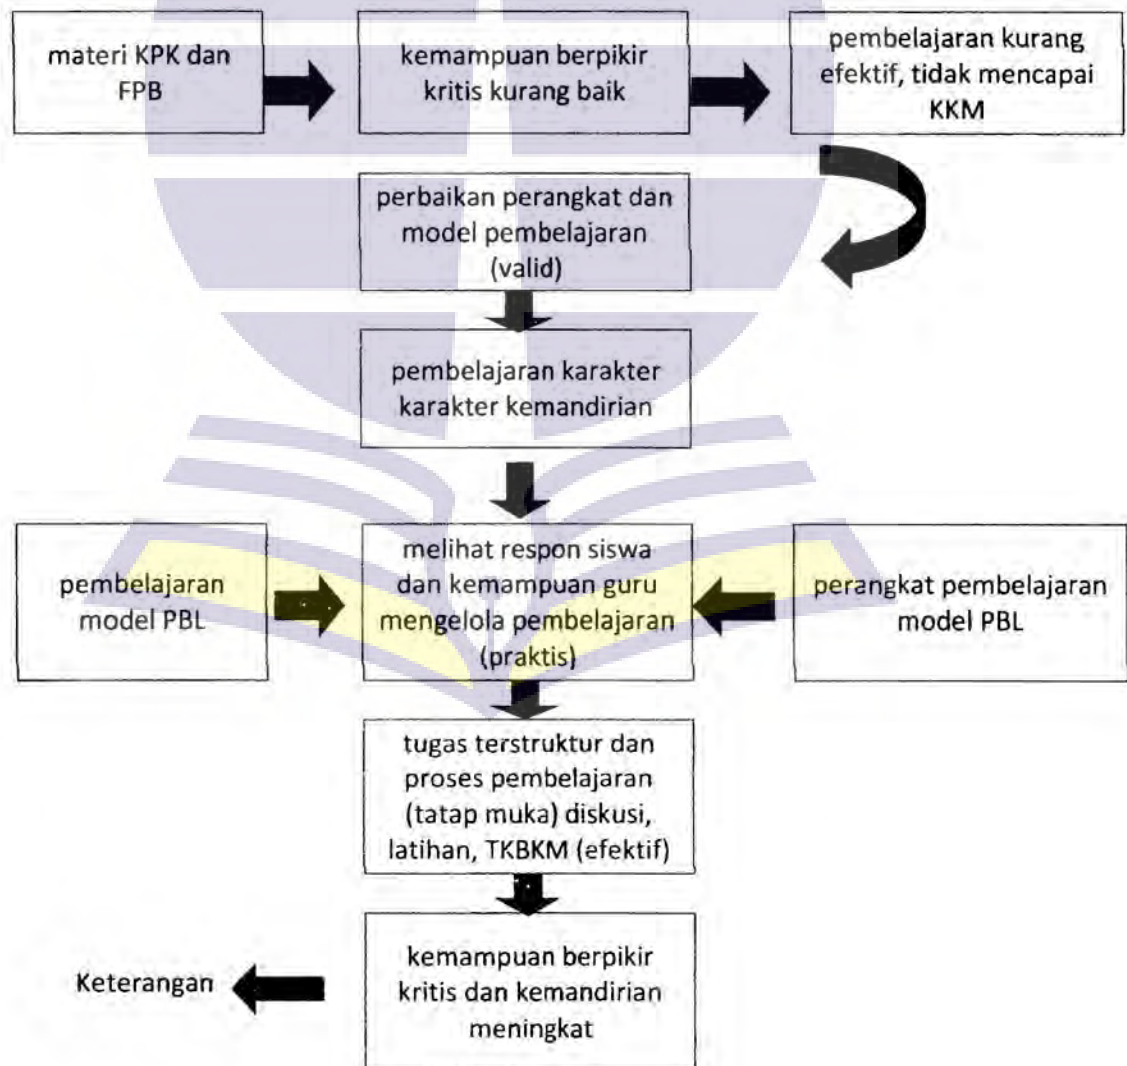 materi KPK dan
FPB
kemampuan berpikir
kritis kurang baik
pembelajaran kurang
efektif, tidak mencapai
KKM
perbaikan perangkat dan
model pembelajaran
(valid)
pembelajaran karakter
karakter kemandirian
pembelajaran
model PBL
melihat respon siswa
dan kemampuan guru
mengelola pembelajaran
(praktis)
perangkat pembelajaran
model PBL
tugas terstruktur dan
proses pembelajaran
(tatap muka) diskusi,
latihan, TKBKM (efektif)
kemampuan berpikir
kritis dan kemandirian
meningkat
Keterangan